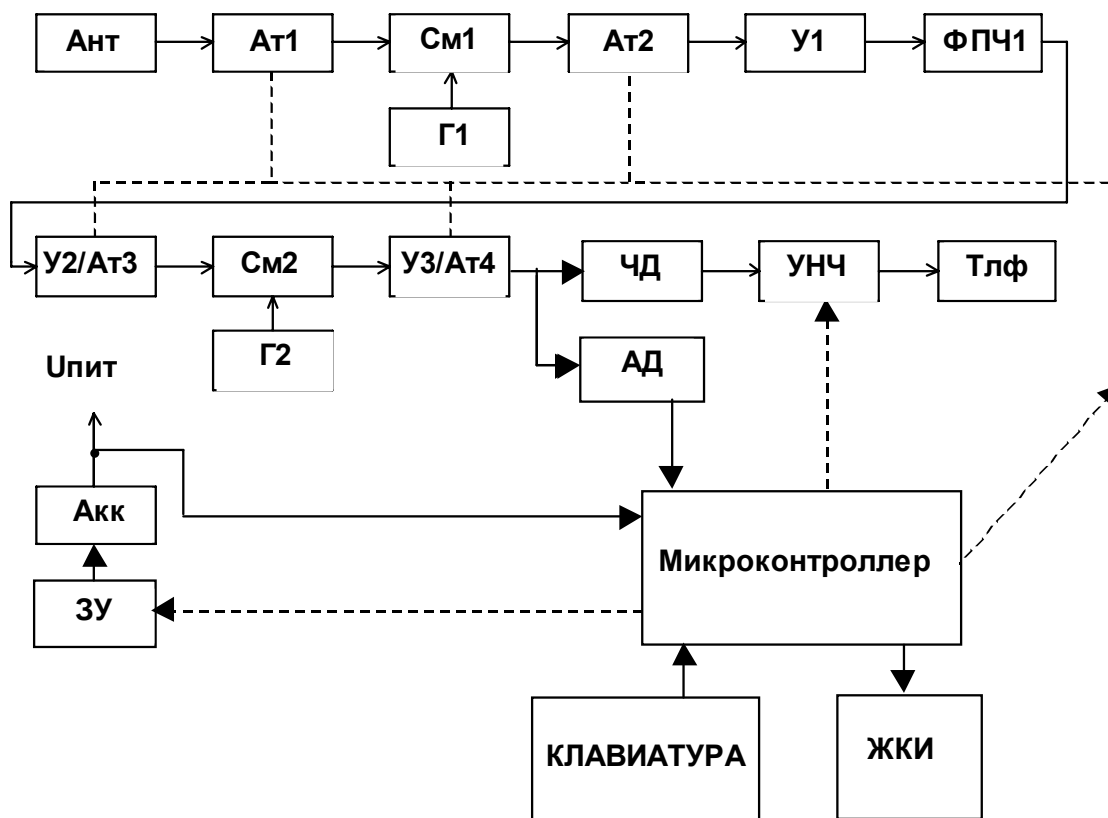 Ант
Ат1
См1
Ат2
У1
ФПЧ1
Г1
У2/Ат3
См2
У3/Ат4
ЧД
УНЧ
Тлф
Г2
АД
Uпит
Акк
Микроконтроллер
ЗУ
КЛАВИАТУРА
ЖКИ